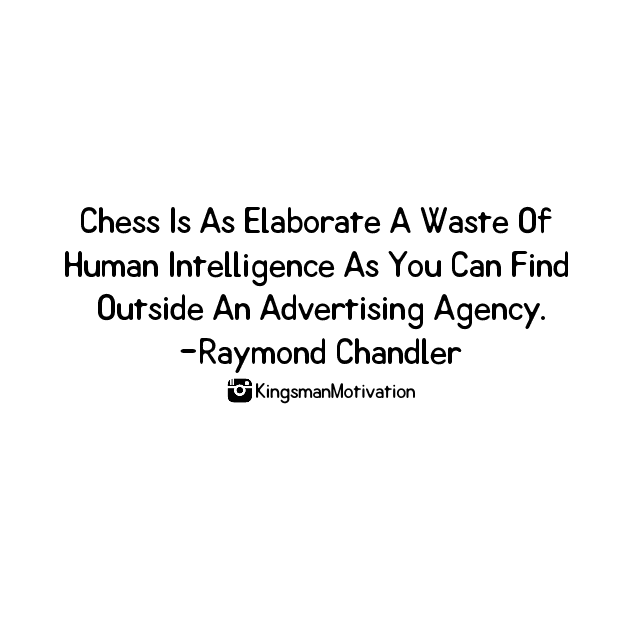 Chess Is As Elaborate A Waste Of
Human Intelligence As You Can Find
Outside An Advertising Agency.
-Raymond Chandler
KingsmanMotivation